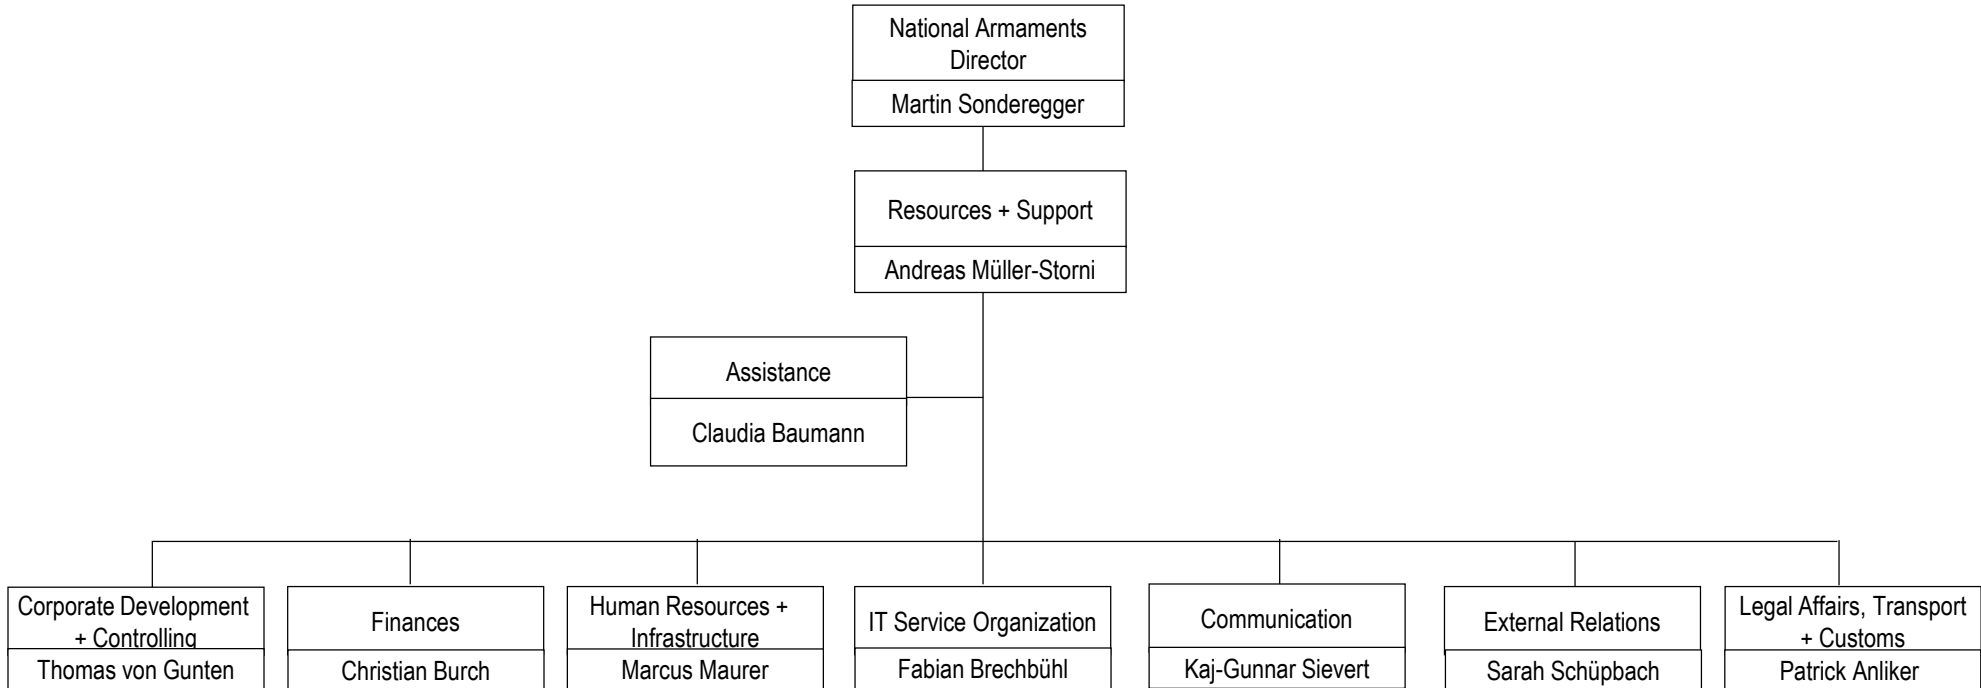 National Armaments
Director
Martin Sonderegger
Resources + Support
Andreas Müller-Storni
Assistance
Claudia Baumann
Corporate Development
+ Controlling
Thomas von Gunten
Finances
Christian Burch
Human Resources +
Infrastructure
Marcus Maurer
IT Service Organization
Fabian Brechbühl
Communication
Kaj-Gunnar Sievert
External Relations
Sarah Schüpbach
Legal Affairs, Transport
+ Customs
Patrick Anliker